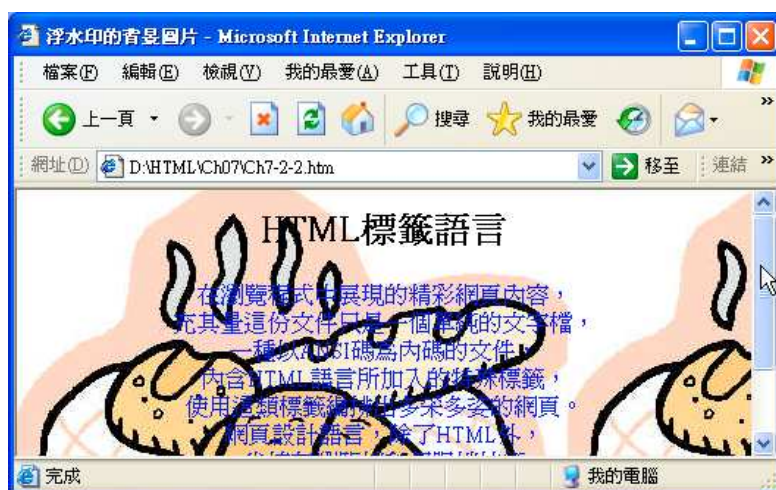 浮水印的背景圖片 - Microsoft Internet Explorer
檔案(F) 編輯(E) 檢視(V) 我的最愛(A) 工具(T) 說明(H)
上一頁 搜尋 我的最愛 »
網址(D) D:\HTML\Ch07\Ch7-2-2.htm 移至 連結 »
HTML標籤語言
在瀏覽程式中展現的精彩網頁內容，
充其量這份文件只是一個單純的文字檔，
一種以ANSI碼為內碼的文件，
內含HTML語言所加入的特殊標籤，
使用這類標籤編排出多采多姿的網頁。
網頁設計語言，除了HTML外，
完成 我的電腦